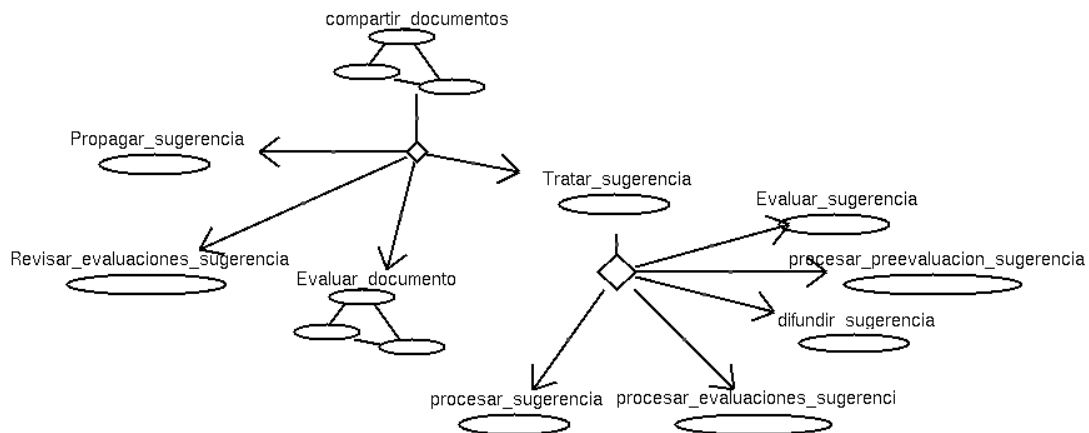 compartir_documentos
Propagar_sugerencia
Tratar_sugerencia
Evaluar_sugerencia
Revisar_evaluaciones_sugerencia
procesar_preevaluacion_sugerencia
Evaluar_documento
difundir_sugerencia
procesar_sugerencia
procesar_evaluaciones_sugerenci